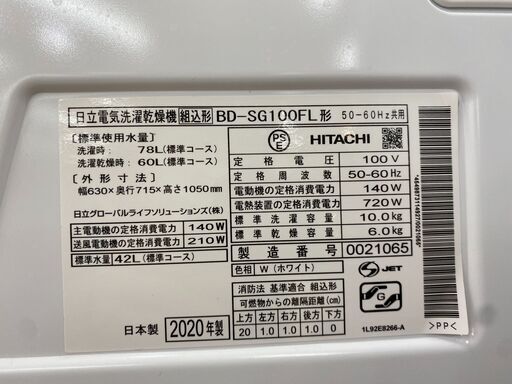 日立電気洗濯乾燥機 組込形 BD-SG100FL形 50-60Hz共用
[標準使用水量]
洗濯時: 78L(標準コース)
洗濯乾燥時: 60L(標準コース)
[外形寸法]
幅630×奥行715×高さ1050mm
日立グローバルライフソリューションズ(株)
主電動機の定格消費電力 140W
送風電動機の定格消費電力 210W
標準水量 42L(標準コース)
日本製 2020年製
PSE HITACHI
定格電圧 100V
定格周波数 50-60Hz
電動機の定格消費電力 140W
電熱装置の定格消費電力 720W
標準洗濯容量 10.0kg
標準乾燥容量 6.0kg
製造番号 0021065
色相 W(ホワイト)
S JET
消防法 基準適合 組込形
可燃物からの離隔距離(cm)
上方 左方 右方 前方 後方 下方
20 1.0 1.0 1.0 1.0 0
G
1L92E8266-A
>PP<